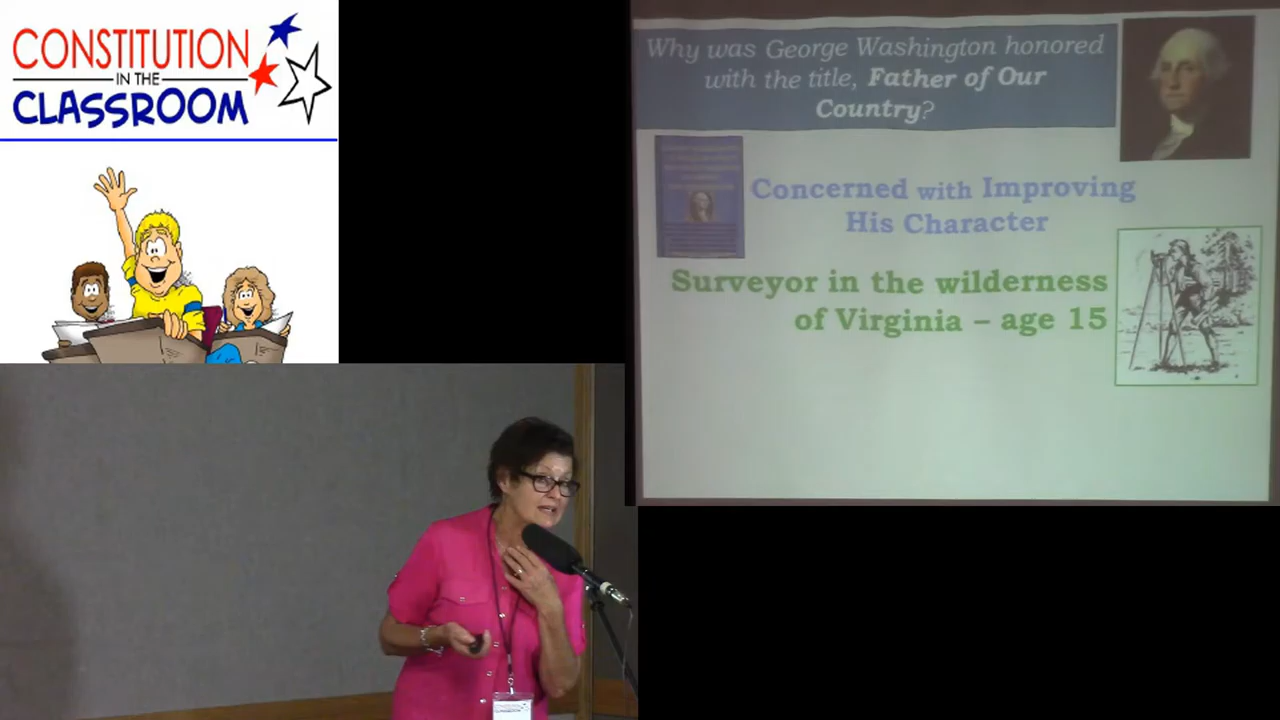 CONSTITUTION
IN THE
CLASSROOM
Why was George Washington honored
with the title, Father of Our
Country?
Concerned with Improving
His Character
Surveyor in the wilderness
of Virginia – age 15